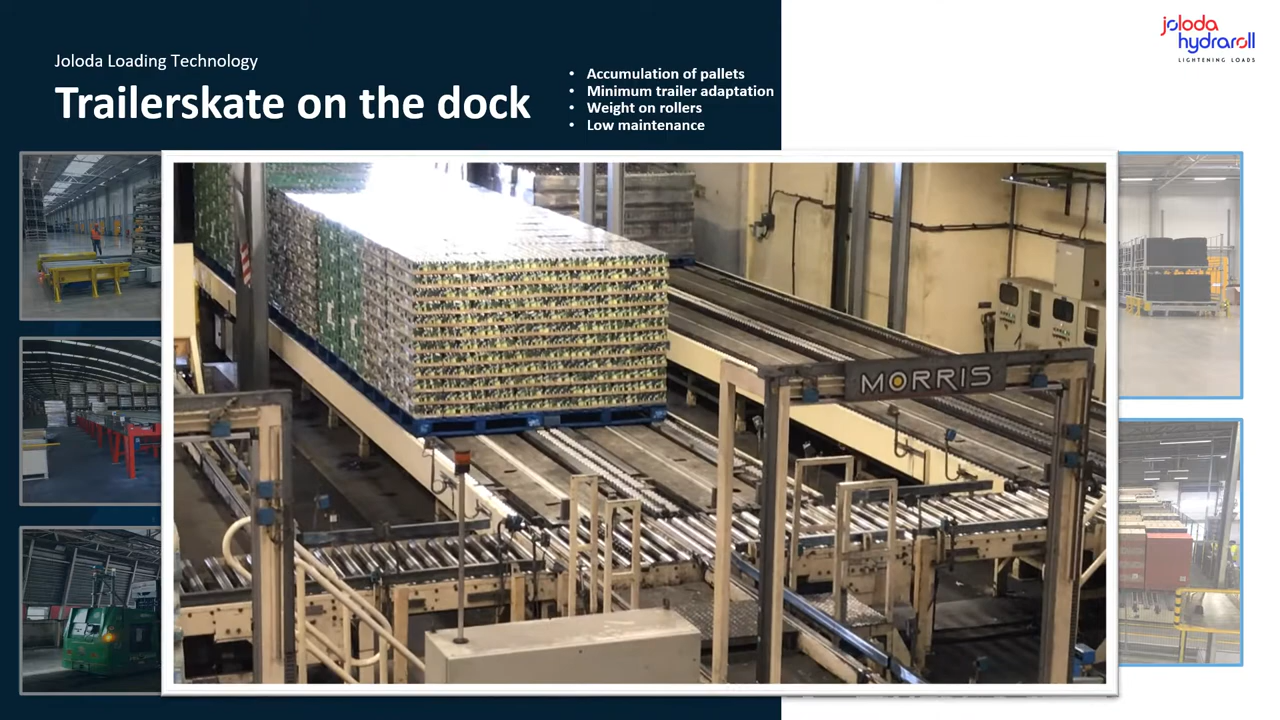 Joloda Loading Technology
Trailerskate on the dock
• Accumulation of pallets
• Minimum trailer adaptation
• Weight on rollers
• Low maintenance
joloda
hydraroll
LIGHTENING LOADS
MORRIS